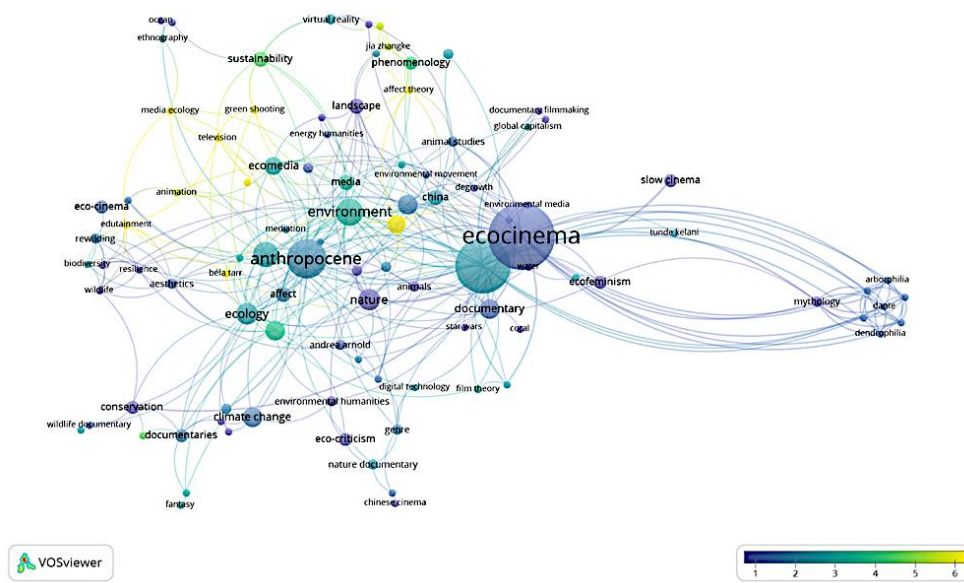 ocean
virtual reality
ethnography
jia zhangke
sustainability
phenomenology
affect theory
media ecology
green shooting
landscape
documentary filmmaking
television
energy humanities
global capitalism
animal studies
ecomedia
environmental movement
media
degrowth
slow cinema
animation
china
eco-cinema
environment
environmental media
edutainment
mediation
ecocinema
tunde kelani
rewilding
anthropocene
biodiversity
resilience
béla tarr
water
wildlife
aesthetics
affect
nature
animals
ecofeminism
arborphilia
mythology
dante
ecology
documentary
star wars
coral
dendrophilia
andrea arnold
digital technology
film theory
conservation
environmental humanities
wildlife documentary
climate change
documentaries
eco-criticism
genre
nature documentary
fantasy
chinese cinema
VOSviewer
1 2 3 4 5 6